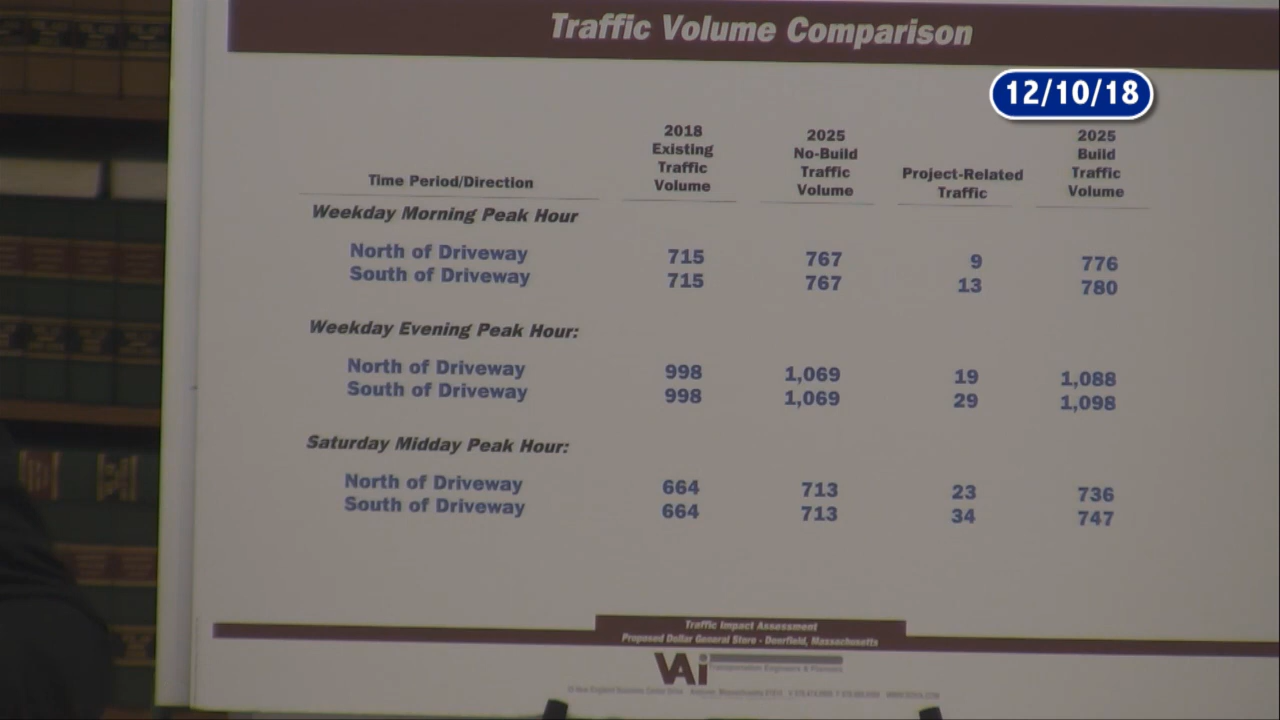 Traffic Volume Comparison
12/10/18
Time Period/Direction
2018
Existing
Traffic
Volume
2025
No-Build
Traffic
Volume
Project-Related
Traffic
2025
Build
Traffic
Volume
Weekday Morning Peak Hour
North of Driveway 715 767 9 776
South of Driveway 715 767 13 780
Weekday Evening Peak Hour:
North of Driveway 998 1,069 19 1,088
South of Driveway 998 1,069 29 1,098
Saturday Midday Peak Hour:
North of Driveway 664 713 23 736
South of Driveway 664 713 34 747
Traffic Impact Assessment
Proposed Dollar General Store - Deerfield, Massachusetts
VAi
Transportation Engineers & Planners